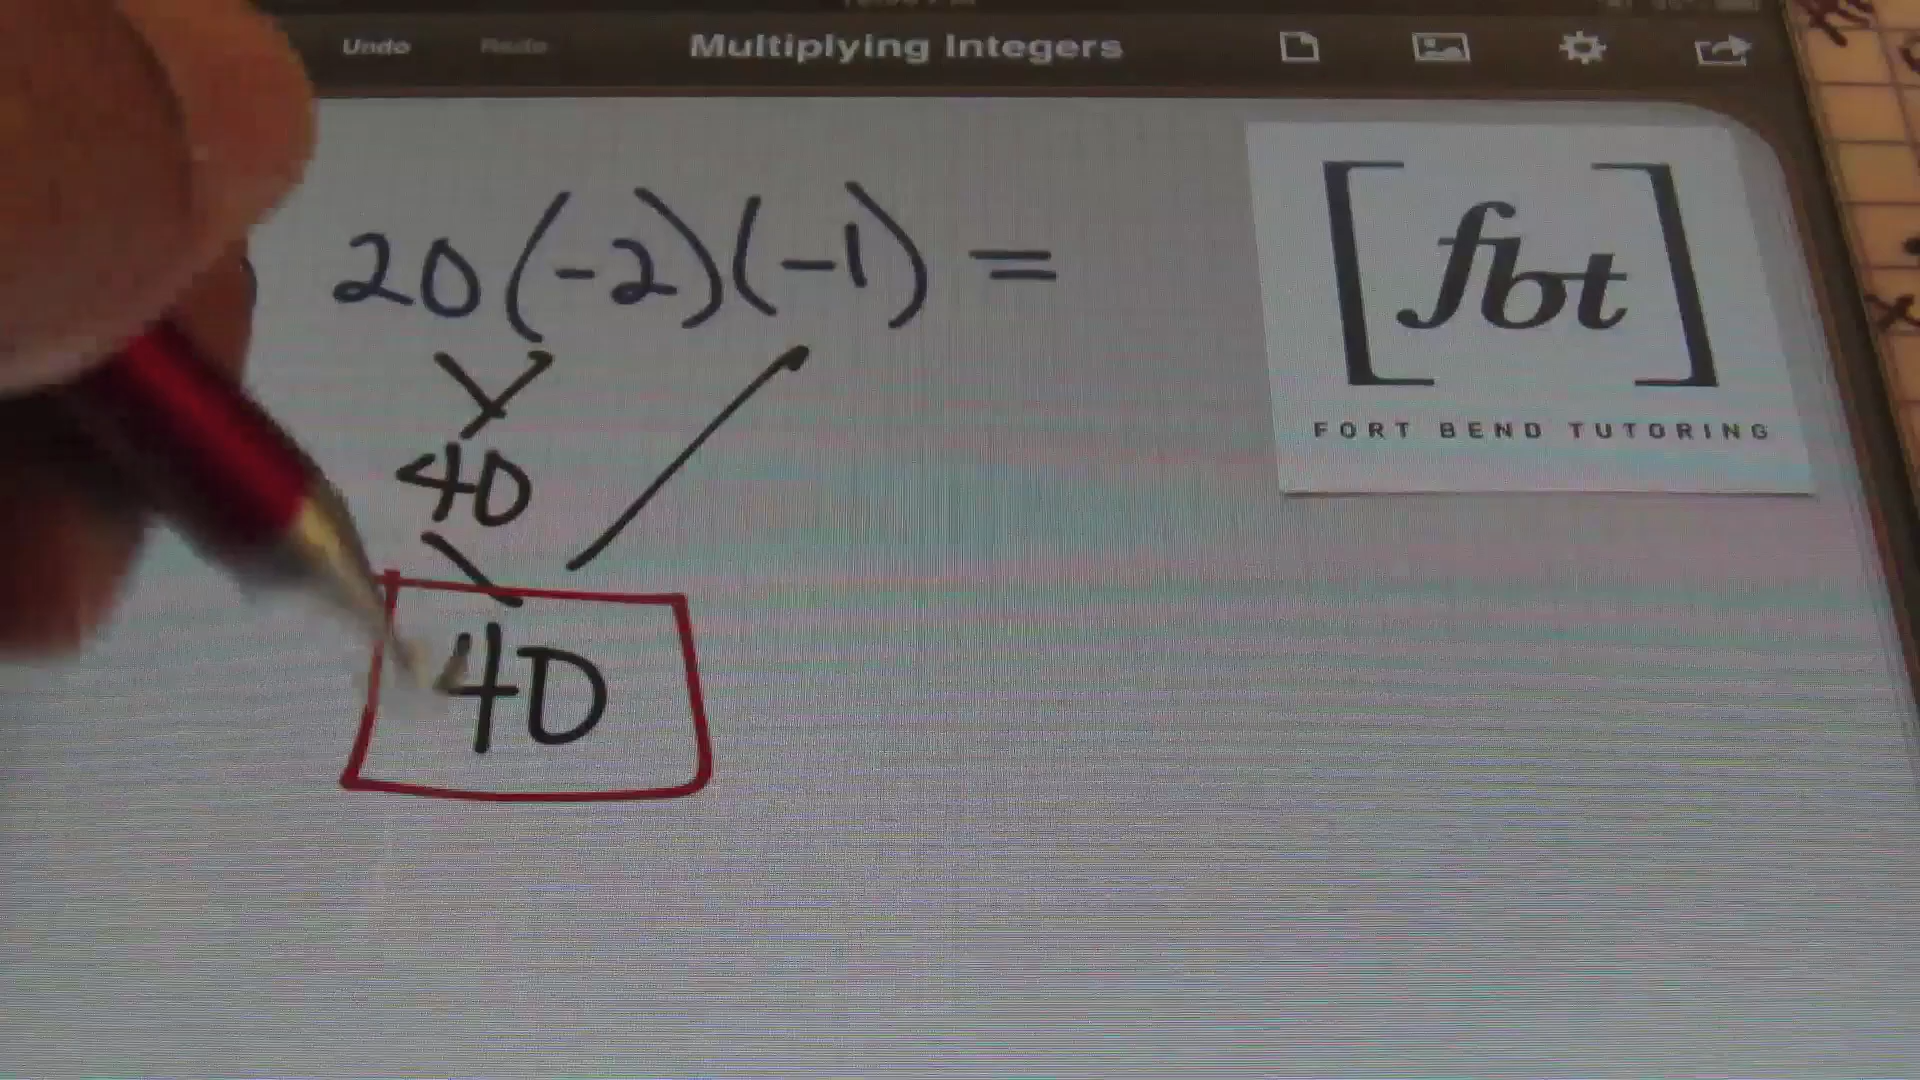 Undo Redo Multiplying Integers
) 20(-2)(-1) =
fbt
FORT BEND TUTORING
40
40